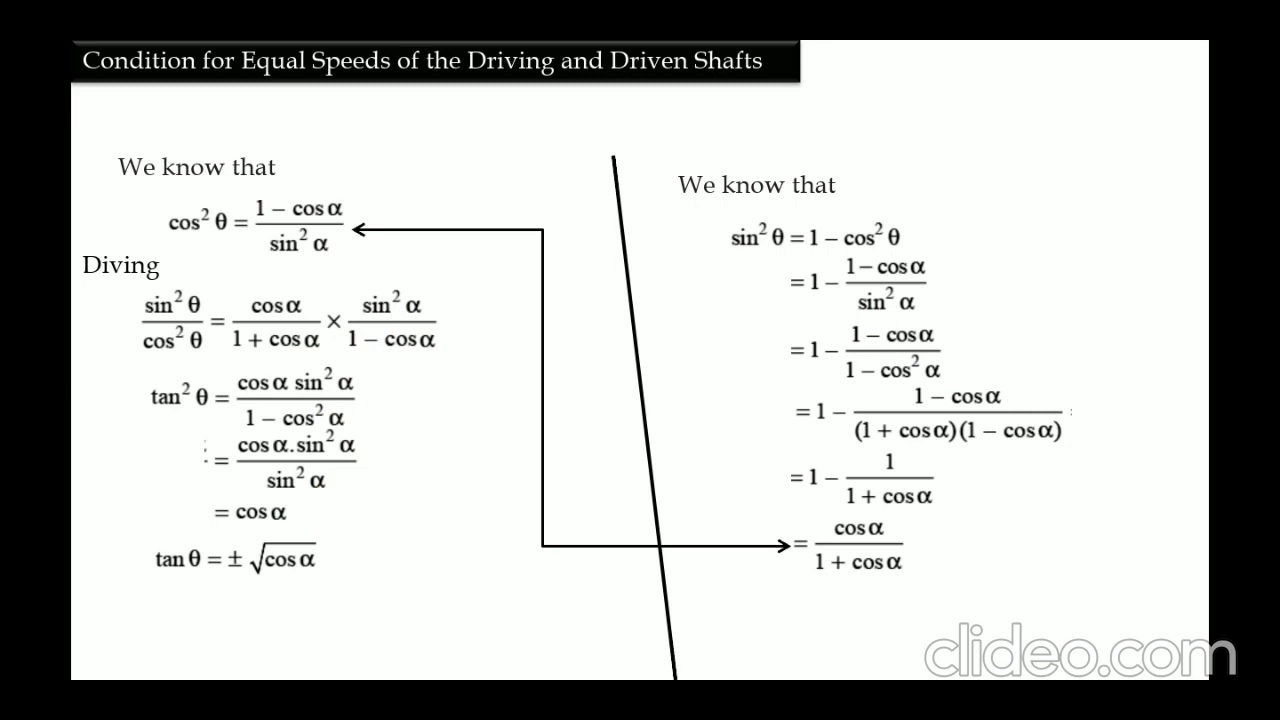 Condition for Equal Speeds of the Driving and Driven Shafts
We know that
cos² θ = (1 − cos α) / (sin² α)
Diving
sin² θ / cos² θ = cos α / (1 + cos α) × sin² α / (1 − cos α)
tan² θ = cos α sin² α / (1 − cos² α)
= cos α . sin² α / sin² α
= cos α
tan θ = ± √cos α
We know that
sin² θ = 1 − cos² θ
= 1 − (1 − cos α) / (sin² α)
= 1 − (1 − cos α) / (1 − cos² α)
= 1 − (1 − cos α) / ((1 + cos α)(1 − cos α))
= 1 − 1 / (1 + cos α)
= cos α / (1 + cos α)
clideo.com